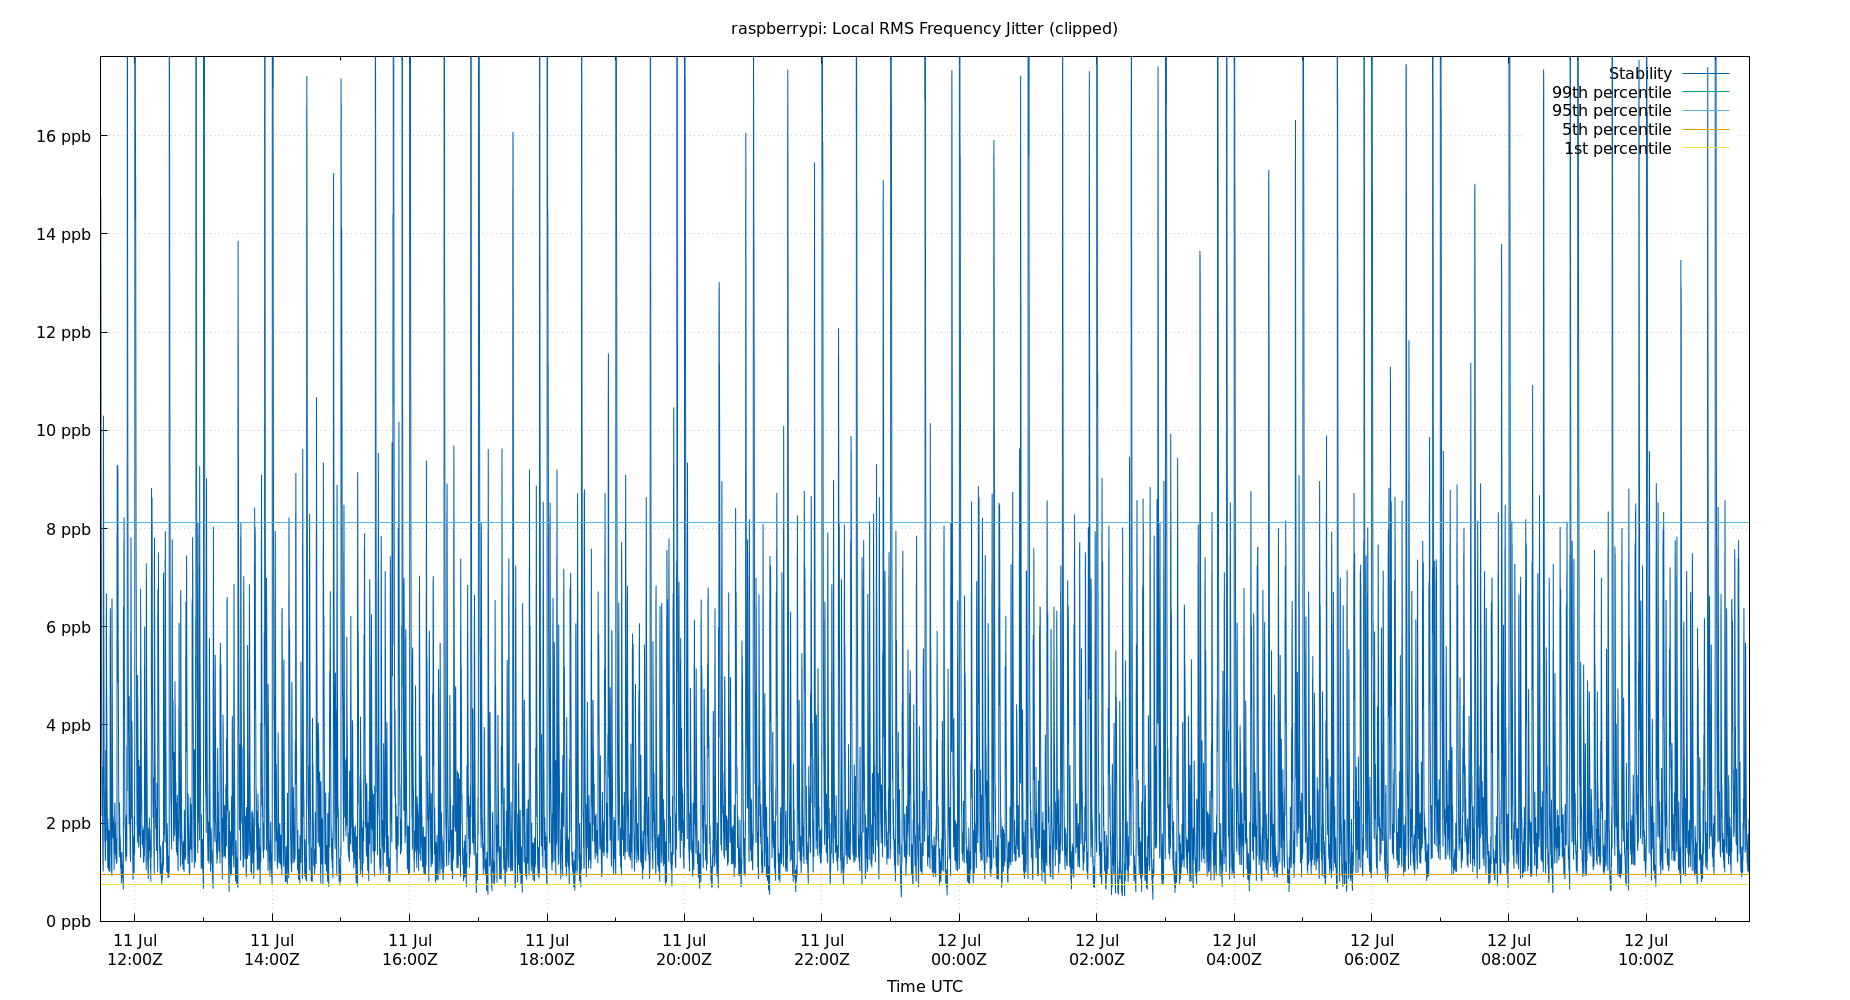 raspberrypi: Local RMS Frequency Jitter (clipped)
Stability
99th percentile
95th percentile
5th percentile
1st percentile
16 ppb
14 ppb
12 ppb
10 ppb
8 ppb
6 ppb
4 ppb
2 ppb
0 ppb
11 Jul 11 Jul 11 Jul 11 Jul 11 Jul 11 Jul 12 Jul 12 Jul 12 Jul 12 Jul 12 Jul 12 Jul
12:00Z 14:00Z 16:00Z 18:00Z 20:00Z 22:00Z 00:00Z 02:00Z 04:00Z 06:00Z 08:00Z 10:00Z
Time UTC